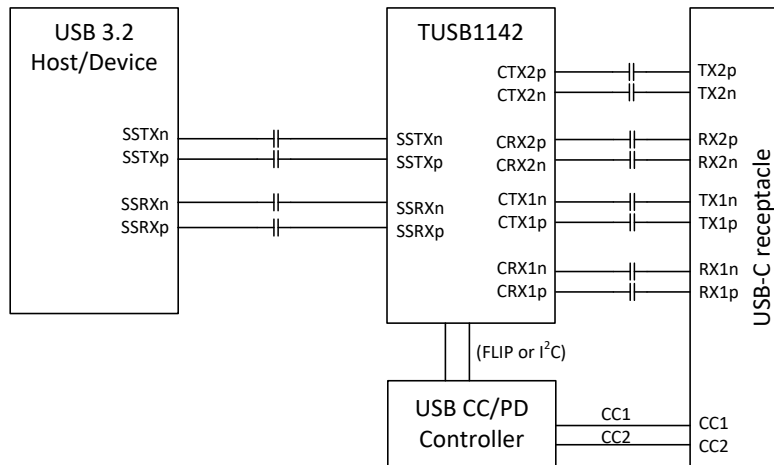 USB 3.2
Host/Device
SSTXn
SSTXp
SSRXn
SSRXp
TUSB1142
SSTXn
SSTXp
SSRXn
SSRXp
CTX2p
CTX2n
CRX2p
CRX2n
CTX1n
CTX1p
CRX1n
CRX1p
TX2p
TX2n
RX2p
RX2n
TX1n
TX1p
RX1n
RX1p
USB-C receptacle
(FLIP or I²C)
USB CC/PD
Controller
CC1
CC2
CC1
CC2